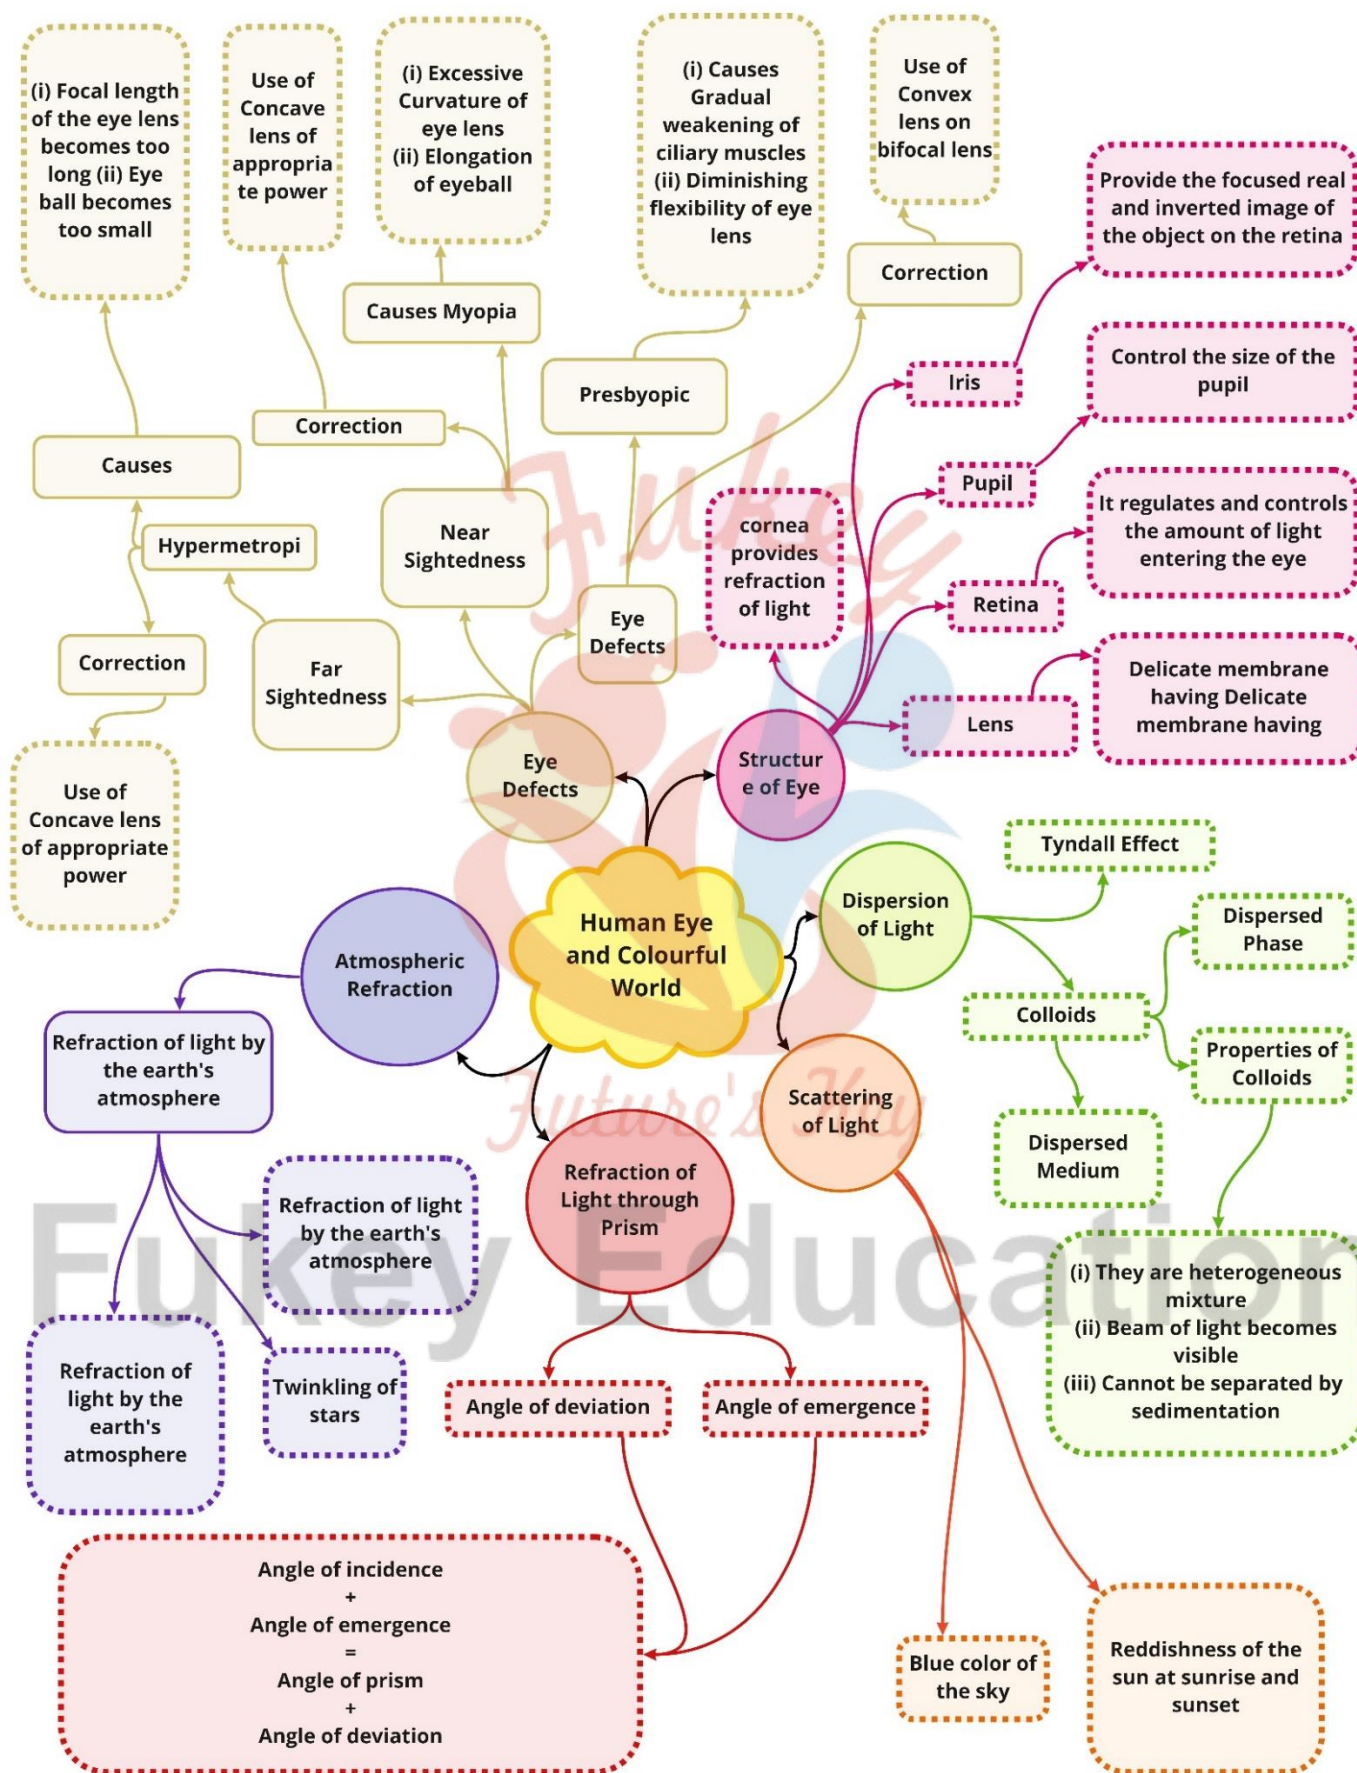 (i) Focal length
of the eye lens
becomes too
long (ii) Eye
ball becomes
too small
Use of
Concave
lens of
appropria
te power
(i) Excessive
Curvature of
eye lens
(ii) Elongation
of eyeball
(i) Causes
Gradual
weakening of
ciliary muscles
(ii) Diminishing
flexibility of eye
lens
Use of
Convex
lens on
bifocal lens
Provide the focused real
and inverted image of
the object on the retina
Correction
Causes Myopia
Control the size of the
pupil
Iris
Presbyopic
Correction
Causes
Pupil
It regulates and controls
the amount of light
entering the eye
cornea
provides
refraction
of light
Near
Sightedness
Hypermetropi
Retina
Eye
Defects
Correction
Far
Sightedness
Delicate membrane
having Delicate
membrane having
Lens
Structur
e of Eye
Eye
Defects
Use of
Concave lens
of appropriate
power
Tyndall Effect
Dispersion
of Light
Dispersed
Phase
Human Eye
and Colourful
World
Atmospheric
Refraction
Colloids
Refraction of light by
the earth's
atmosphere
Properties of
Colloids
Scattering
of Light
Dispersed
Medium
Refraction of
Light through
Prism
Refraction of light
by the earth's
atmosphere
(i) They are heterogeneous
mixture
(ii) Beam of light becomes
visible
(iii) Cannot be separated by
sedimentation
Refraction of
light by the
earth's
atmosphere
Twinkling of
stars
Angle of deviation
Angle of emergence
Angle of incidence
+
Angle of emergence
=
Angle of prism
+
Angle of deviation
Blue color of
the sky
Reddishness of the
sun at sunrise and
sunset
Fukey
Future's Key
Fukey Education